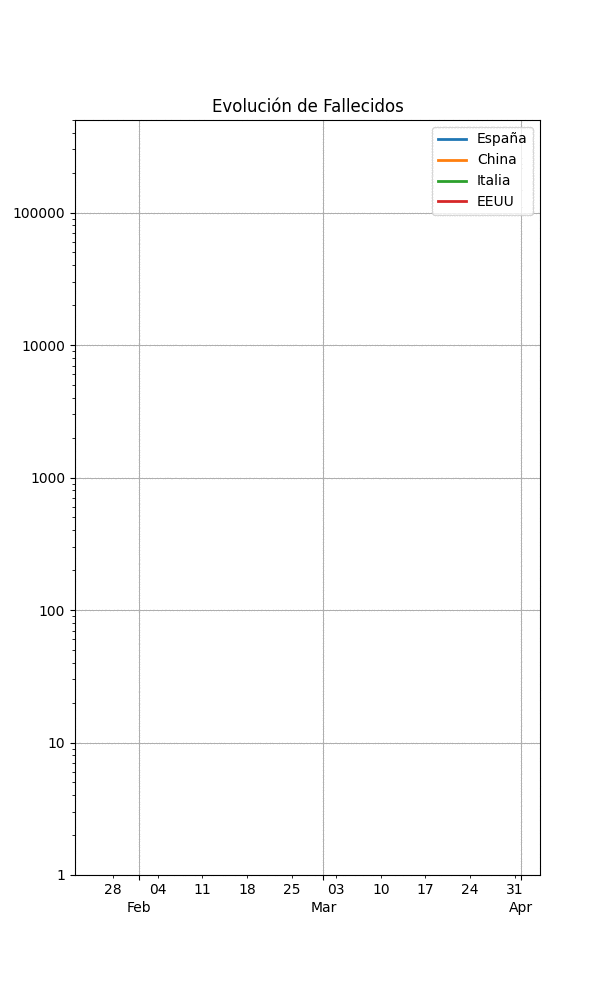 Evolución de Fallecidos
España
China
Italia
EEUU
100000
10000
1000
100
10
1
28 04 11 18 25 03 10 17 24 31
Feb Mar Apr